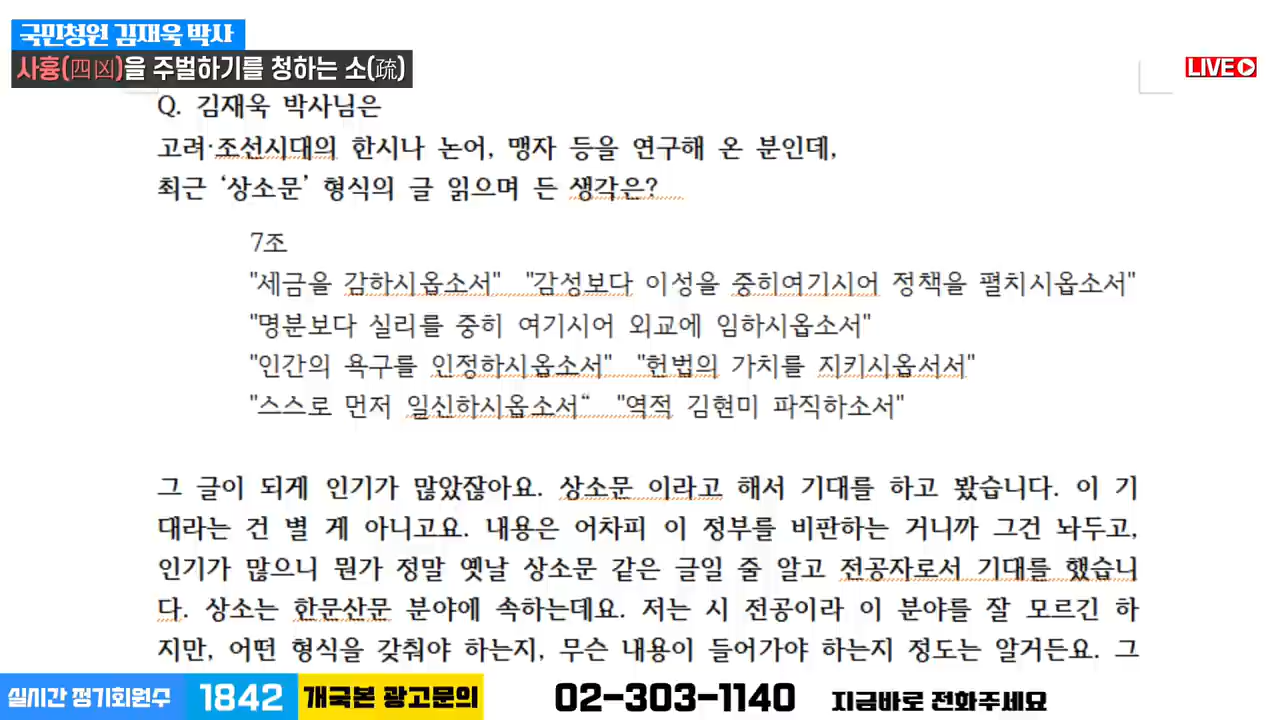 국민청원 김재욱 박사
사흉(四凶)을 주벌하기를 청하는 소(疏)
LIVE
Q. 김재욱 박사님은
고려·조선시대의 한시나 논어, 맹자 등을 연구해 온 분인데,
최근 ‘상소문’ 형식의 글 읽으며 든 생각은?
7조
"세금을 감하시옵소서" "감성보다 이성을 중히여기시어 정책을 펼치시옵소서"
"명분보다 실리를 중히 여기시어 외교에 임하시옵소서"
"인간의 욕구를 인정하시옵소서" "헌법의 가치를 지키시옵서서"
"스스로 먼저 일신하시옵소서“ "역적 김현미 파직하소서"
그 글이 되게 인기가 많았잖아요. 상소문 이라고 해서 기대를 하고 봤습니다. 이 기
대라는 건 별 게 아니고요. 내용은 어차피 이 정부를 비판하는 거니까 그건 놔두고,
인기가 많으니 뭔가 정말 옛날 상소문 같은 글일 줄 알고 전공자로서 기대를 했습니
다. 상소는 한문산문 분야에 속하는데요. 저는 시 전공이라 이 분야를 잘 모르긴 하
지만, 어떤 형식을 갖춰야 하는지, 무슨 내용이 들어가야 하는지 정도는 알거든요. 그
실시간 정기회원수 1842 개국본 광고문의 02-303-1140 지금바로 전화주세요